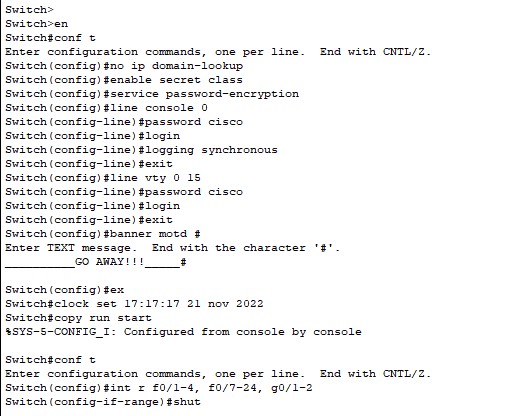 Switch>
Switch>en
Switch#conf t
Enter configuration commands, one per line.  End with CNTL/Z.
Switch(config)#no ip domain-lookup
Switch(config)#enable secret class
Switch(config)#service password-encryption
Switch(config)#line console 0
Switch(config-line)#password cisco
Switch(config-line)#login
Switch(config-line)#logging synchronous
Switch(config-line)#exit
Switch(config)#line vty 0 15
Switch(config-line)#password cisco
Switch(config-line)#login
Switch(config-line)#exit
Switch(config)#banner motd #
Enter TEXT message.  End with the character '#'.
__________GO AWAY!!!_____#
Switch(config)#ex
Switch#clock set 17:17:17 21 nov 2022
Switch#copy run start
%SYS-5-CONFIG_I: Configured from console by console
Switch#conf t
Enter configuration commands, one per line.  End with CNTL/Z.
Switch(config)#int r f0/1-4, f0/7-24, g0/1-2
Switch(config-if-range)#shut